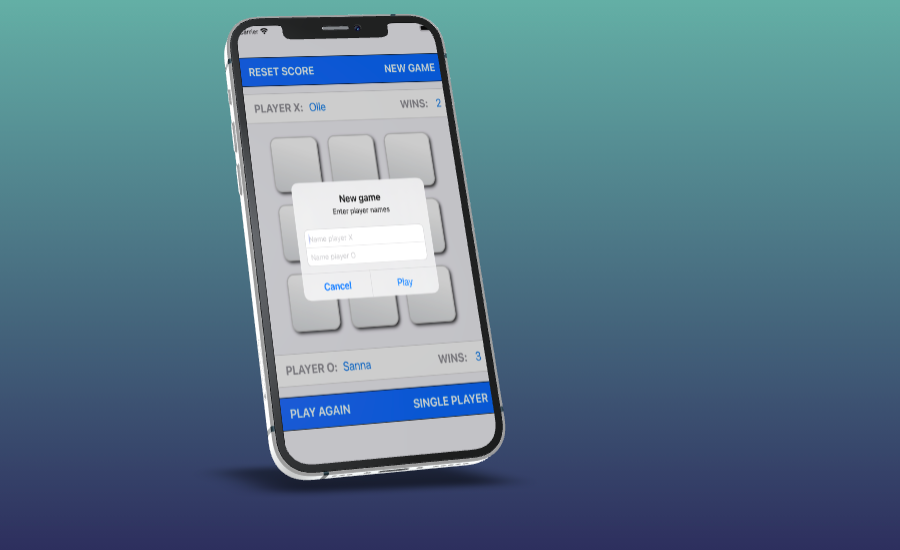 Carrier
RESET SCORE NEW GAME
PLAYER X: Olle WINS: 2
New game
Enter player names
Name player X
Name player O
Cancel Play
PLAYER O: Sanna WINS: 3
PLAY AGAIN SINGLE PLAYER